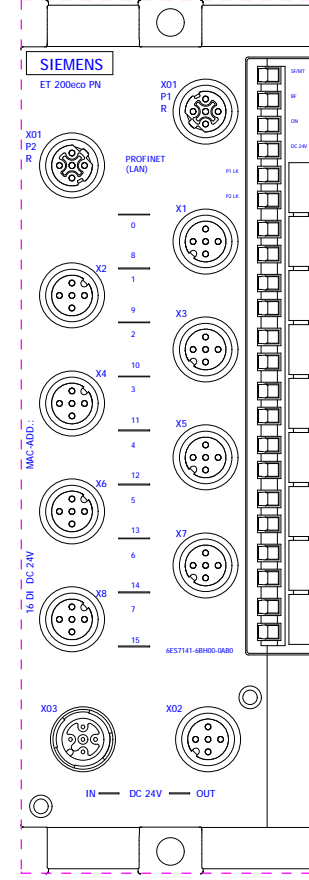 SIEMENS
ET 200eco PN
X01
P1
R
X01
P2
R
PROFINET
(LAN)
SF/MT
BF
ON
DC 24V
P1 LK
P2 LK
X1
0
8
X2
1
9
X3
2
10
X4
3
11
X5
4
12
X6
5
13
X7
6
14
X8
7
15
MAC-ADD.:
16 DI DC 24V
6ES7141-6BH00-0AB0
X03
X02
IN DC 24V OUT